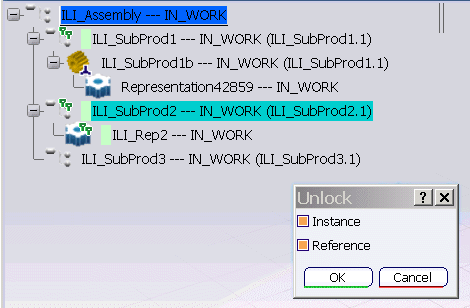 ILI_Assembly --- IN_WORK
ILI_SubProd1 --- IN_WORK (ILI_SubProd1.1)
ILI_SubProd1b --- IN_WORK (ILI_SubProd1.1)
Representation42859 --- IN_WORK
ILI_SubProd2 --- IN_WORK (ILI_SubProd2.1)
ILI_Rep2 --- IN_WORK
ILI_SubProd3 --- IN_WORK (ILI_SubProd3.1)
Unlock
Instance
Reference
OK Cancel